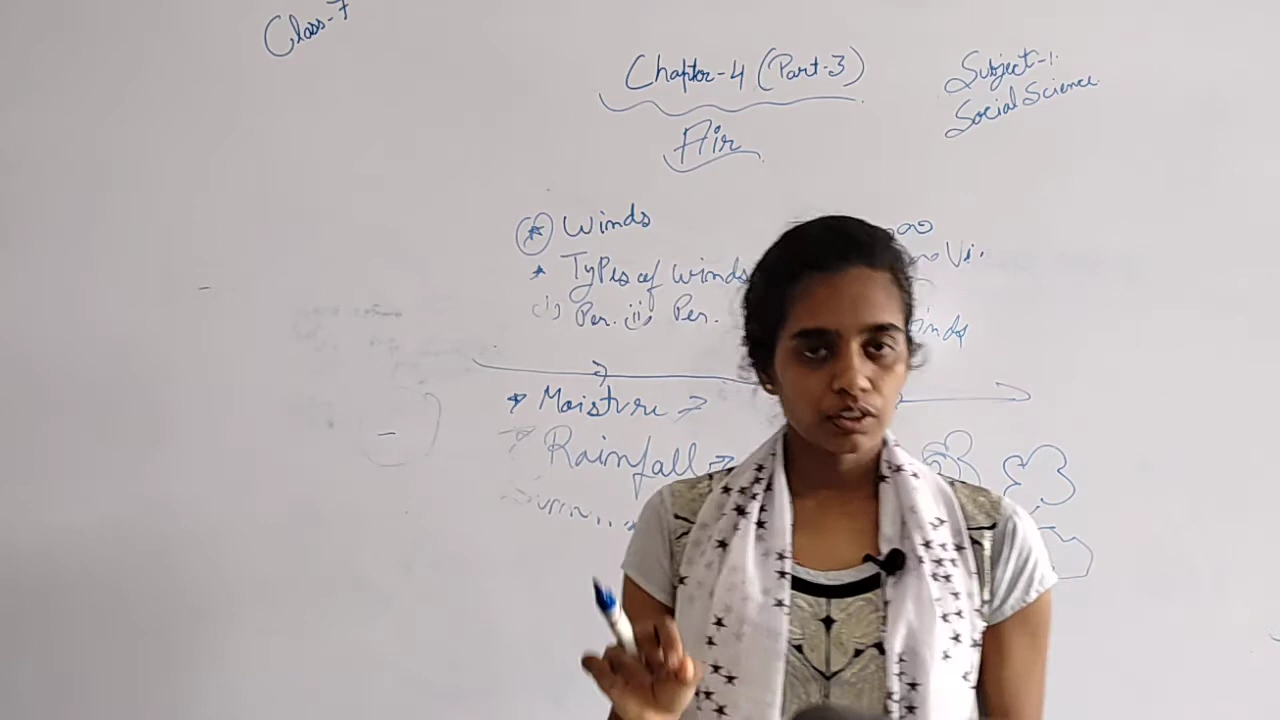 Class-7
Chapter-4 (Part-3)
Subject-1.
Social Science
Air
Winds
Types of winds
(i) Per. (ii) Per.
Moisture
Rainfall